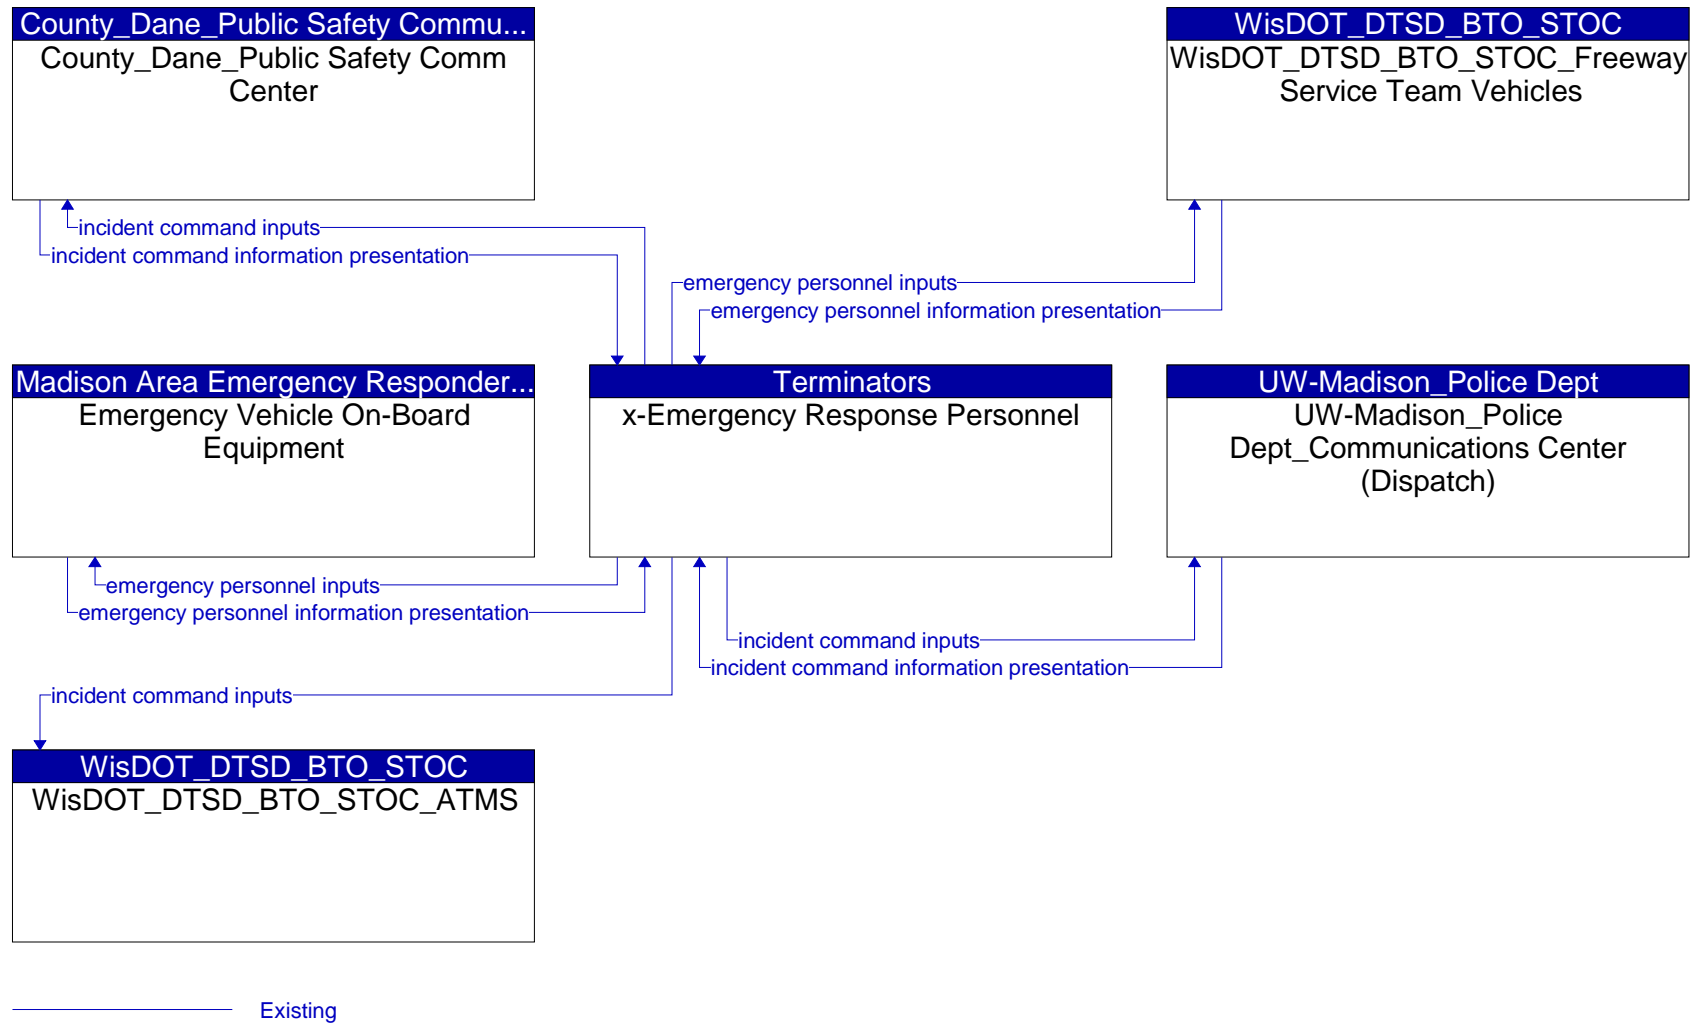 County_Dane_Public Safety Commu...
County_Dane_Public Safety Comm
Center
WisDOT_DTSD_BTO_STOC
WisDOT_DTSD_BTO_STOC_Freeway
Service Team Vehicles
incident command inputs
incident command information presentation
emergency personnel inputs
emergency personnel information presentation
Madison Area Emergency Responder...
Emergency Vehicle On-Board
Equipment
Terminators
x-Emergency Response Personnel
UW-Madison_Police Dept
UW-Madison_Police
Dept_Communications Center
(Dispatch)
emergency personnel inputs
emergency personnel information presentation
incident command inputs
incident command information presentation
incident command inputs
WisDOT_DTSD_BTO_STOC
WisDOT_DTSD_BTO_STOC_ATMS
Existing